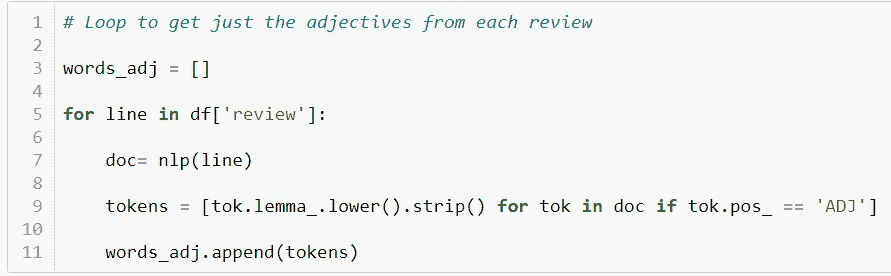 1 # Loop to get just the adjectives from each review
2
3 words_adj = []
4
5 for line in df['review']:
6
7     doc= nlp(line)
8
9     tokens = [tok.lemma_.lower().strip() for tok in doc if tok.pos_ == 'ADJ']
10
11     words_adj.append(tokens)